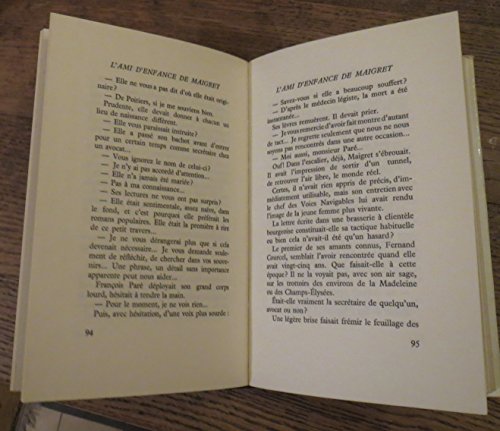 L'AMI D'ENFANCE DE MAIGRET
— Elle ne vous a pas dit d'où elle était origi-
naire?
— De Poitiers, si je me souviens bien.
Prudente, elle devait donner à chacun un
lieu de naissance différent.
— Elle vous paraissait instruite?
— Elle a passé son bachot avant d'entrer
pour un certain temps comme secrétaire chez
un avocat...
— Vous ignorez le nom de celui-ci?
— Je n'y ai pas accordé d'attention...
— Elle n'a jamais été mariée?
— Pas à ma connaissance...
— Ses lectures ne vous ont pas surpris?
— Elle était sentimentale, assez naïve, dans
le fond, et c'est pourquoi elle préférait les
romans populaires. Elle était la première à rire
de ce petit travers...
— Je ne vous dérangerai plus que si cela
devenait nécessaire... Je vous demande seule-
ment de réfléchir, de chercher dans vos souve-
nirs... Une phrase, un détail sans importance
apparente peut nous aider...
François Paré déployait son grand corps
lourd, hésitait à tendre la main.
— Pour le moment, je ne vois rien...
Puis, avec hésitation, d'une voix plus sourde :
94
L'AMI D'ENFANCE DE MAIGRET
— Savez-vous si elle a beaucoup souffert?
— D'après le médecin légiste, la mort a été
instantanée...
Ses lèvres remuèrent. Il devait prier.
— Je vous remercie d'avoir fait montre d'autant
de tact... Je regrette seulement que nous ne nous
soyons pas rencontrés dans une autre occasion...
— Moi aussi, monsieur Paré...
Ouf! Dans l'escalier, déjà, Maigret s'ébrouait.
Il avait l'impression de sortir d'un tunnel,
de retrouver l'air libre, le monde réel.
Certes, il n'avait rien appris de précis, d'im-
médiatement utilisable, mais son entretien avec
le chef des Voies Navigables lui avait rendu
l'image de la jeune femme plus vivante.
La lettre écrite dans une brasserie à clientèle
bourgeoise constituait-elle sa tactique habituelle
ou bien cela n'avait-il été qu'un hasard?
Le premier de ses amants connus, Fernand
Courcel, semblait l'avoir rencontrée quand elle
avait vingt-cinq ans. Que faisait-elle à cette
époque? Il ne la voyait pas, avec son air sage,
sur les trottoirs des environs de la Madeleine
ou des Champs-Élysées.
Était-elle vraiment la secrétaire de quelqu'un,
avocat ou non?
Une légère brise faisait frémir le feuillage des
95